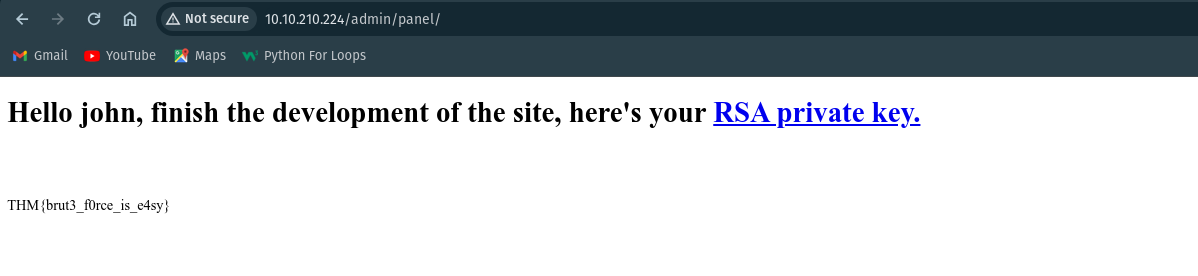 Not secure 10.10.210.224/admin/panel/
Gmail YouTube Maps Python For Loops
Hello john, finish the development of the site, here's your RSA private key.
THM{brut3_f0rce_is_e4sy}